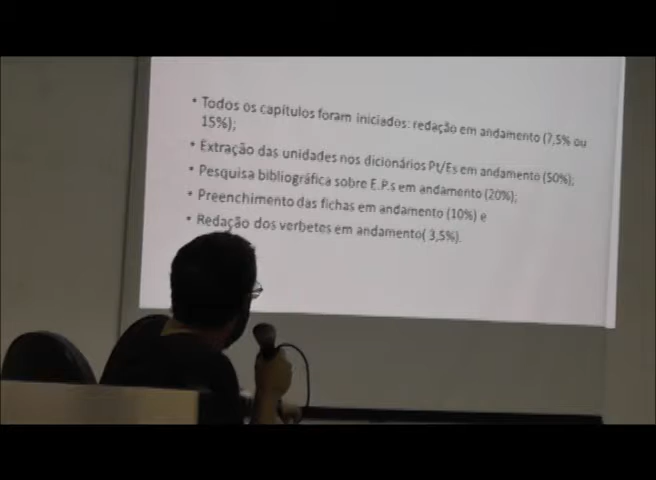 • Todos os capítulos foram iniciados: redação em andamento (7,5% ou
15%);
• Extração das unidades nos dicionários Pt/Es em andamento (50%);
• Pesquisa bibliográfica sobre E.P.s em andamento (20%);
• Preenchimento das fichas em andamento (10%) e
• Redação dos verbetes em andamento( 3,5%).